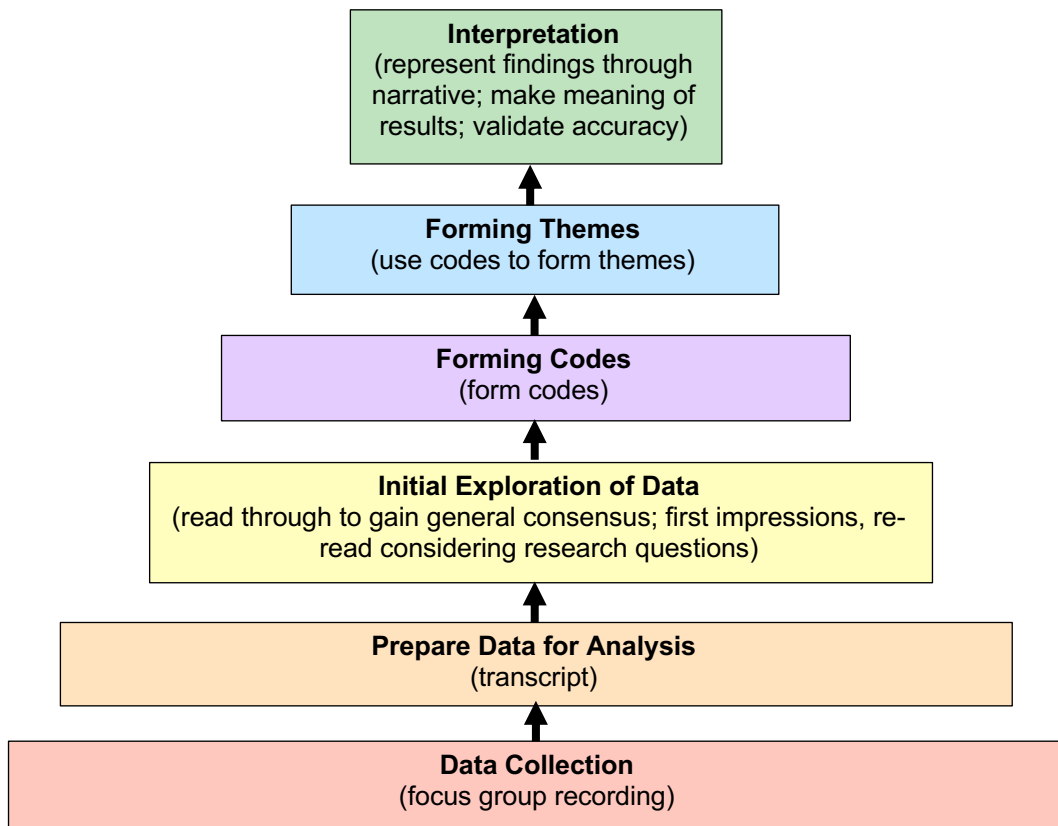 Interpretation
(represent findings through
narrative; make meaning of
results; validate accuracy)
Forming Themes
(use codes to form themes)
Forming Codes
(form codes)
Initial Exploration of Data
(read through to gain general consensus; first impressions, re-
read considering research questions)
Prepare Data for Analysis
(transcript)
Data Collection
(focus group recording)